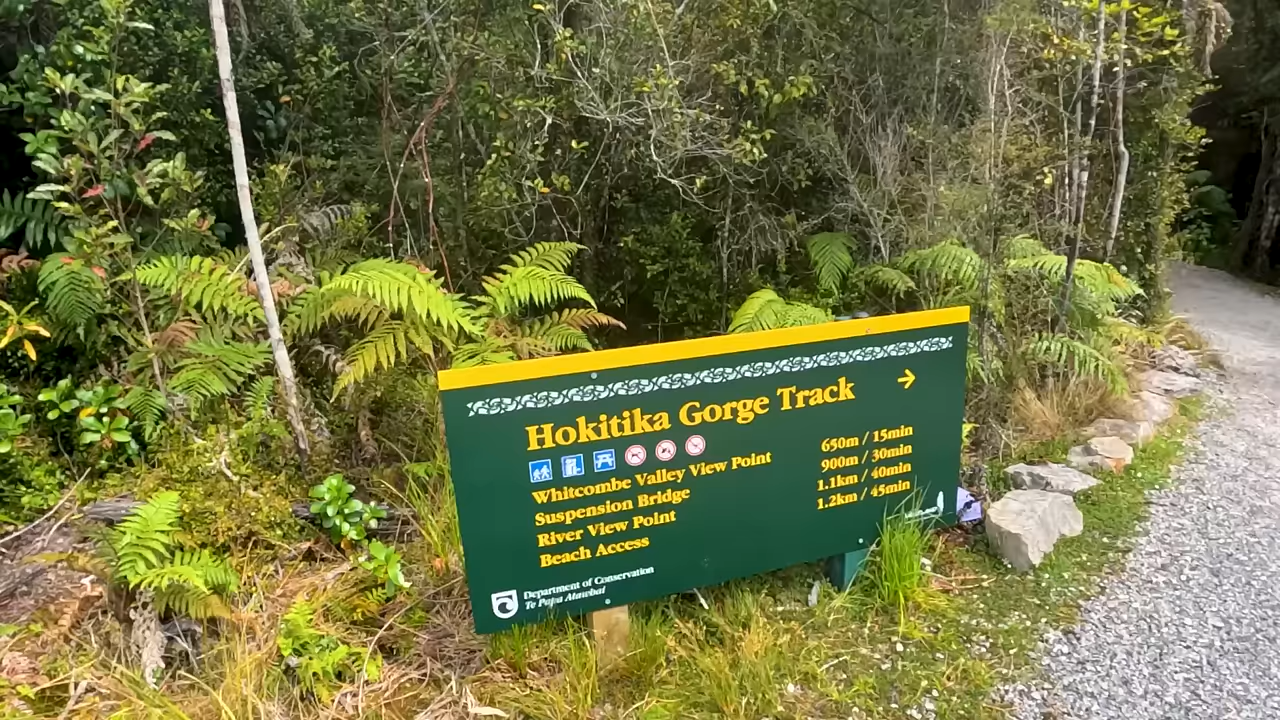 Hokitika Gorge Track
Whitcombe Valley View Point 650m / 15min
Suspension Bridge 900m / 30min
River View Point 1.1km / 40min
Beach Access 1.2km / 45min
Department of Conservation
Te Papa Atawhai